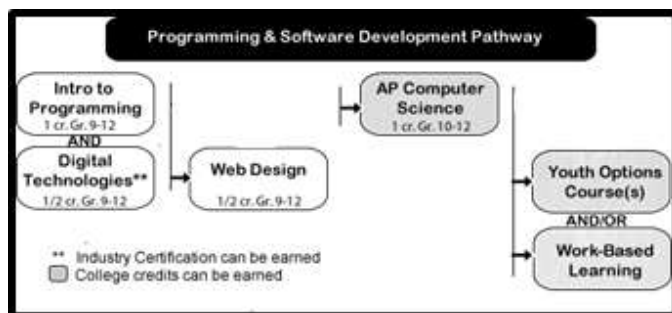 Programming & Software Development Pathway
Intro to
Programming
1 cr. Gr. 9-12
AND
Digital
Technologies**
1/2 cr. Gr. 9-12
Web Design
1/2 cr. Gr. 9-12
AP Computer
Science
1 cr. Gr. 10-12
Youth Options
Course(s)
AND/OR
Work-Based
Learning
** Industry Certification can be earned
College credits can be earned